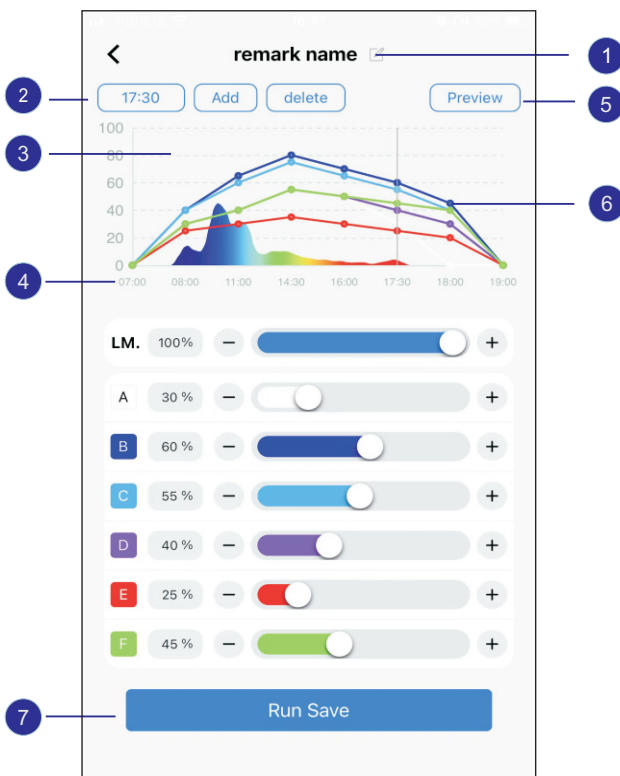 remark name
1
2
17:30 Add delete Preview
5
100
3
80
60
40
6
20
0
4
07:00 08:00 11:00 14:30 16:00 17:30 18:00 19:00
LM. 100% − +
A 30 % − +
B 60 % − +
C 55 % − +
D 40 % − +
E 25 % − +
F 45 % − +
7
Run Save